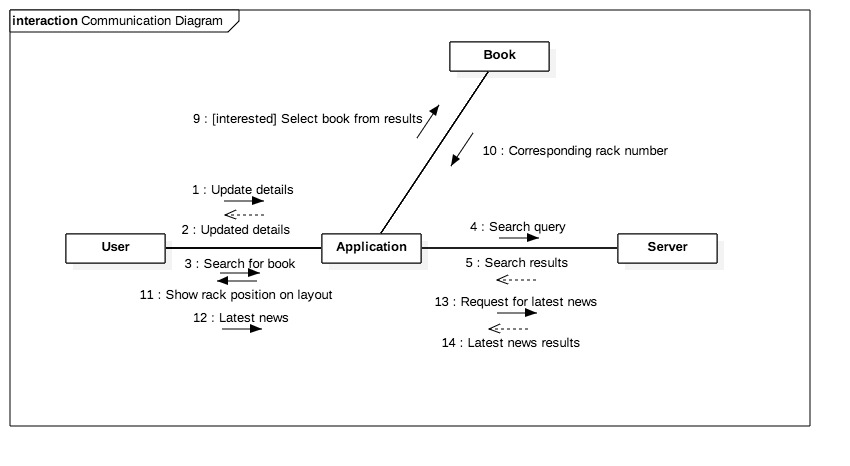 interaction Communication Diagram
Book
9 : [interested] Select book from results
10 : Corresponding rack number
1 : Update details
2 : Updated details
4 : Search query
User
Application
Server
3 : Search for book
5 : Search results
11 : Show rack position on layout
13 : Request for latest news
12 : Latest news
14 : Latest news results